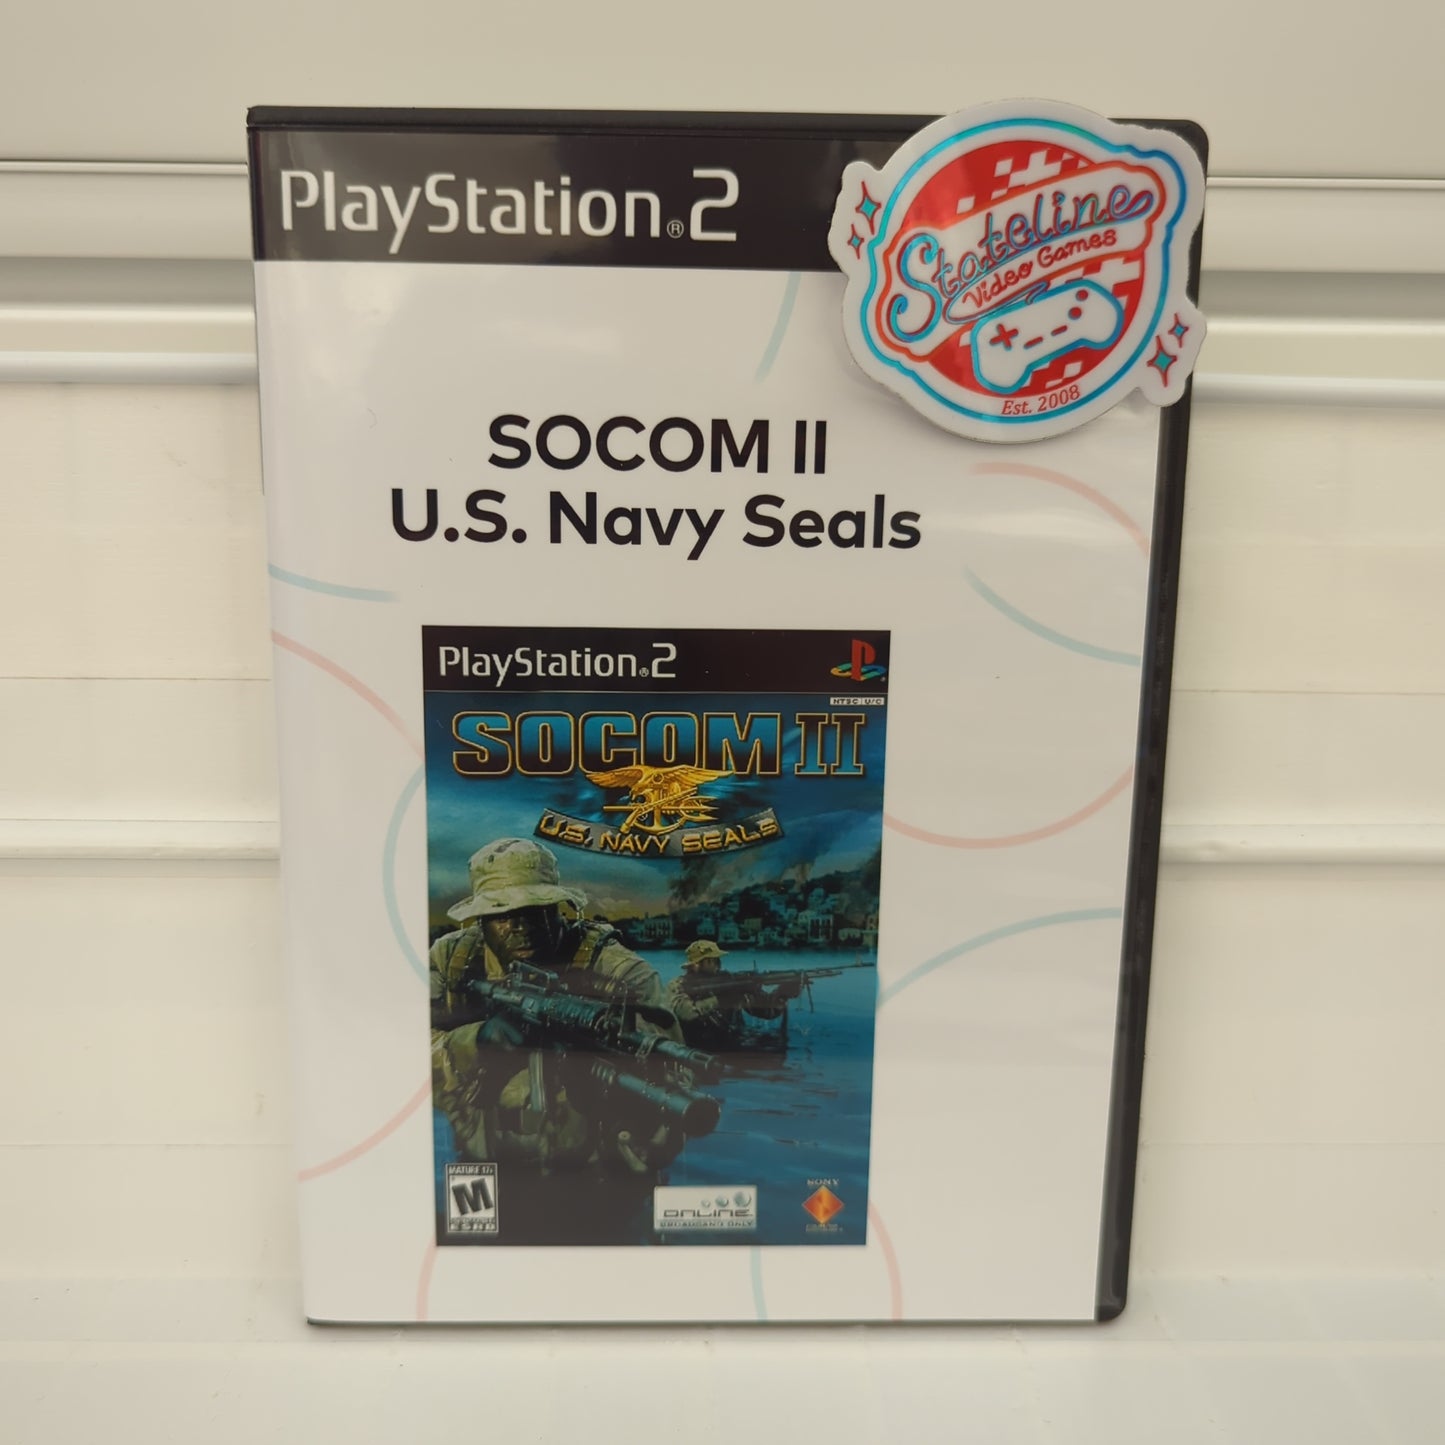 PlayStation®2
Stateline
Video Games
Est. 2008
SOCOM II
U.S. Navy Seals
PlayStation®2
NTSC U/C
SOCOM II
U.S. NAVY SEALS
MATURE 17+
M
ESRB
ONLINE
BROADBAND ONLY
SONY